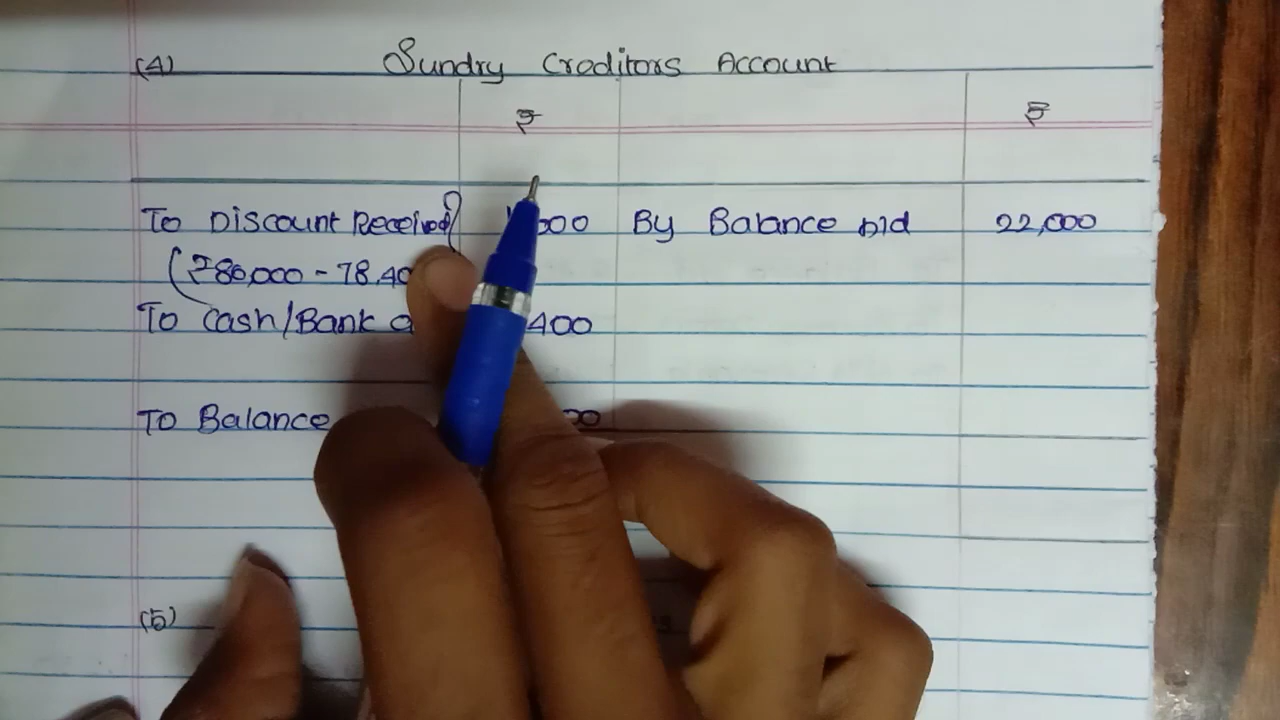 (4) Sundry Creditors Account
₹ ₹
To Discount Received By Balance b/d 22,000
(₹80,000 - 78,40
To Cash/Bank 400
To Balance
(5)